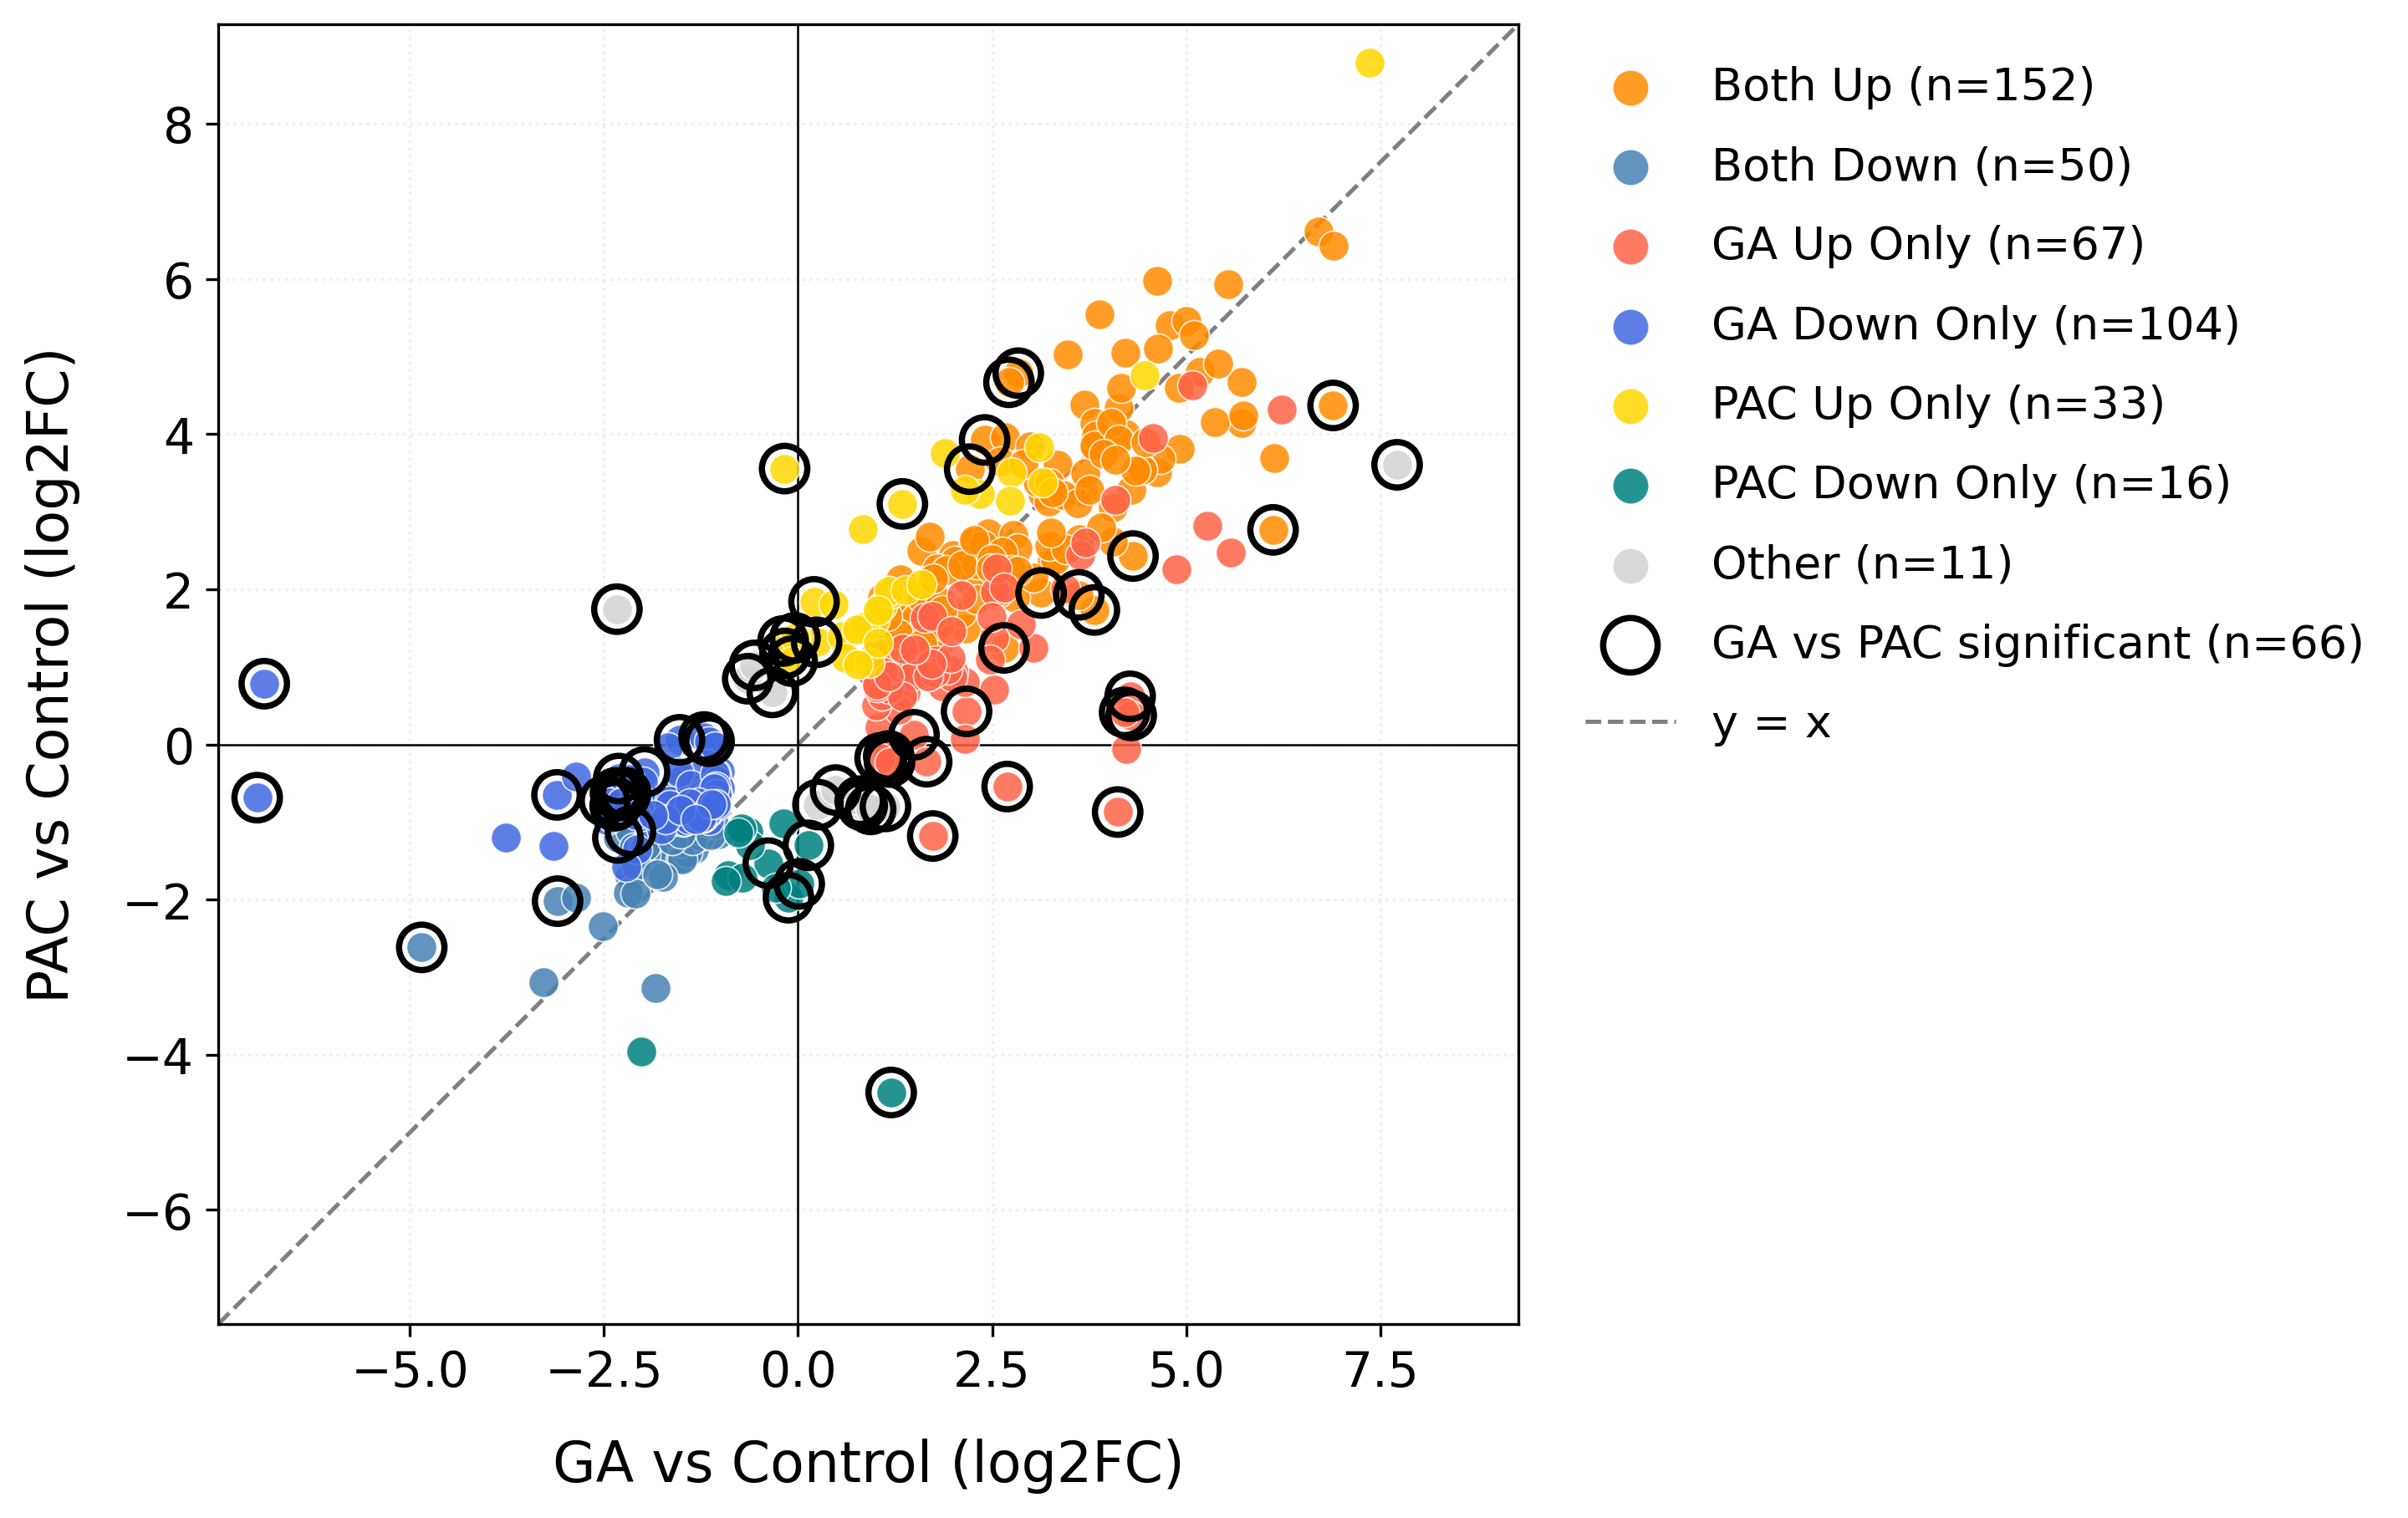 8
6
4
2
0
−2
−4
−6
−5.0
−2.5
0.0
2.5
5.0
7.5
GA vs Control (log2FC)
PAC vs Control (log2FC)
Both Up (n=152)
Both Down (n=50)
GA Up Only (n=67)
GA Down Only (n=104)
PAC Up Only (n=33)
PAC Down Only (n=16)
Other (n=11)
GA vs PAC significant (n=66)
y = x